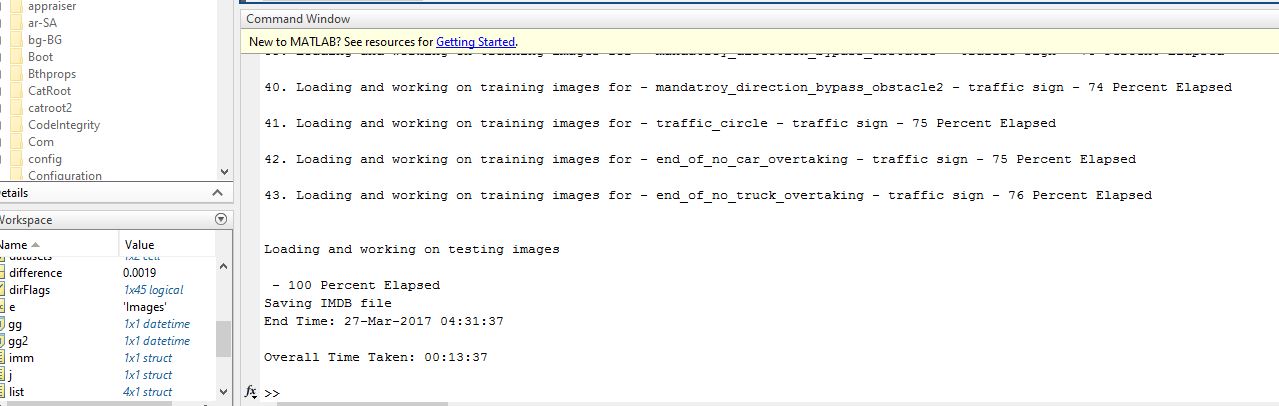 appraiser
ar-SA
bg-BG
Boot
Bthprops
CatRoot
catroot2
CodeIntegrity
Com
config
Configuration
etails
Workspace
Name Value
datasets 1x2 cell
difference 0.0019
dirFlags 1x45 logical
e 'Images'
gg 1x1 datetime
gg2 1x1 datetime
imm 1x1 struct
j 1x1 struct
list 4x1 struct
Command Window
New to MATLAB? See resources for Getting Started.
40. Loading and working on training images for - mandatroy_direction_bypass_obstacle2 - traffic sign - 74 Percent Elapsed
41. Loading and working on training images for - traffic_circle - traffic sign - 75 Percent Elapsed
42. Loading and working on training images for - end_of_no_car_overtaking - traffic sign - 75 Percent Elapsed
43. Loading and working on training images for - end_of_no_truck_overtaking - traffic sign - 76 Percent Elapsed
Loading and working on testing images
- 100 Percent Elapsed
Saving IMDB file
End Time: 27-Mar-2017 04:31:37
Overall Time Taken: 00:13:37
fx >>